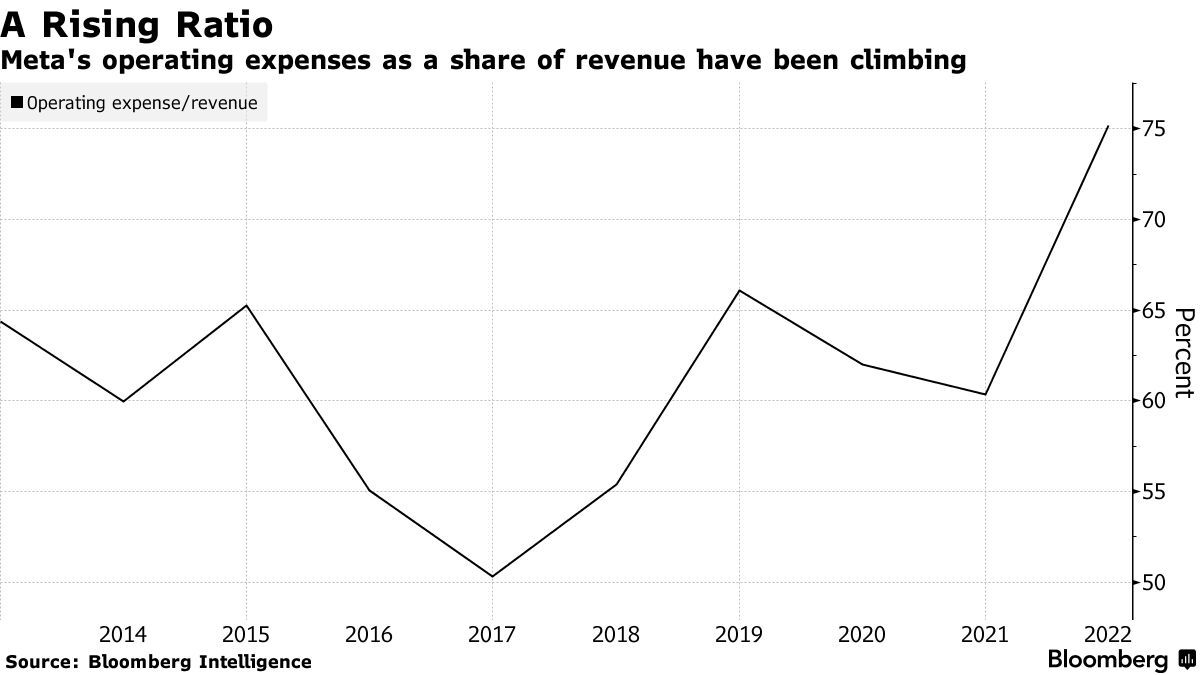 A Rising Ratio
Meta's operating expenses as a share of revenue have been climbing
Operating expense/revenue
75
70
65
60
55
50
Percent
2014 2015 2016 2017 2018 2019 2020 2021 2022
Source: Bloomberg Intelligence
Bloomberg